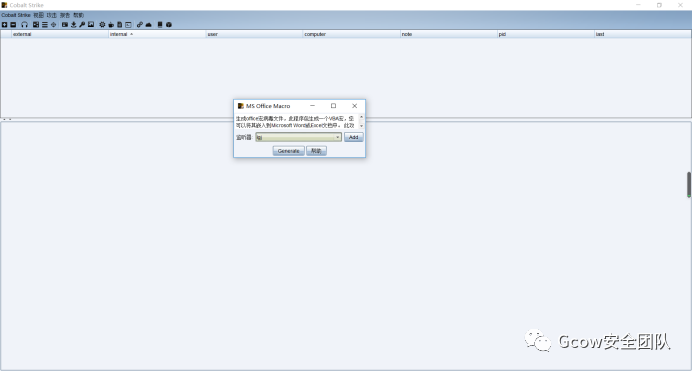 Cobalt Strike
Cobalt Strike 视图 攻击 报告 帮助
external internal user computer note pid last
MS Office Macro
生成office宏病毒文件。此程序包生成一个VBA宏，您
可以将其嵌入到Microsoft Word或Excel文档中。此攻
监听器: Add
Generate 帮助
Gcow安全团队